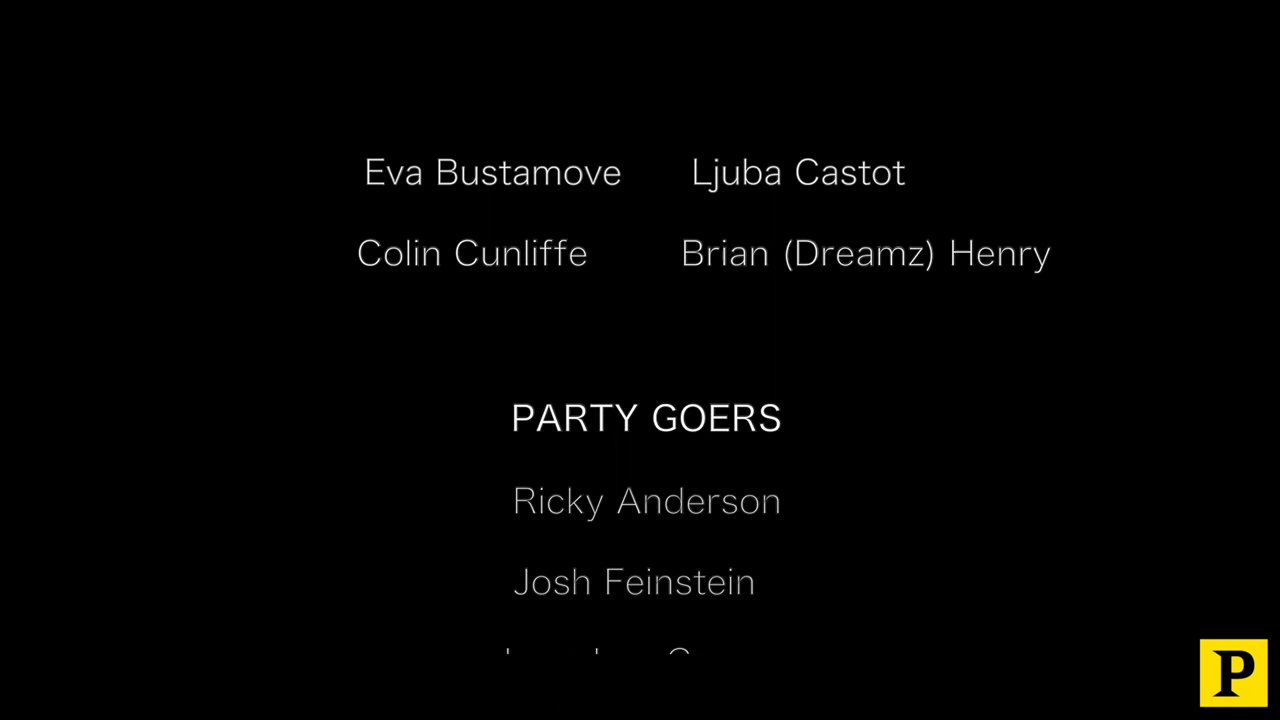 Eva Bustamove Ljuba Castot
Colin Cunliffe Brian (Dreamz) Henry
PARTY GOERS
Ricky Anderson
Josh Feinstein
P